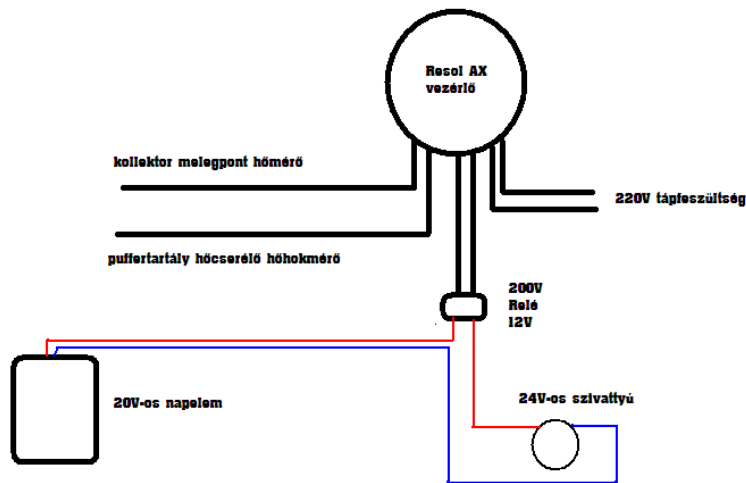 Resol AX
vezérlő
kollektor melegpont hőmérő
220V tápfeszültség
puffertartály hőcserélő hőhokmérő
200V
Relé
12V
20V-os napelem
24V-os szivattyú